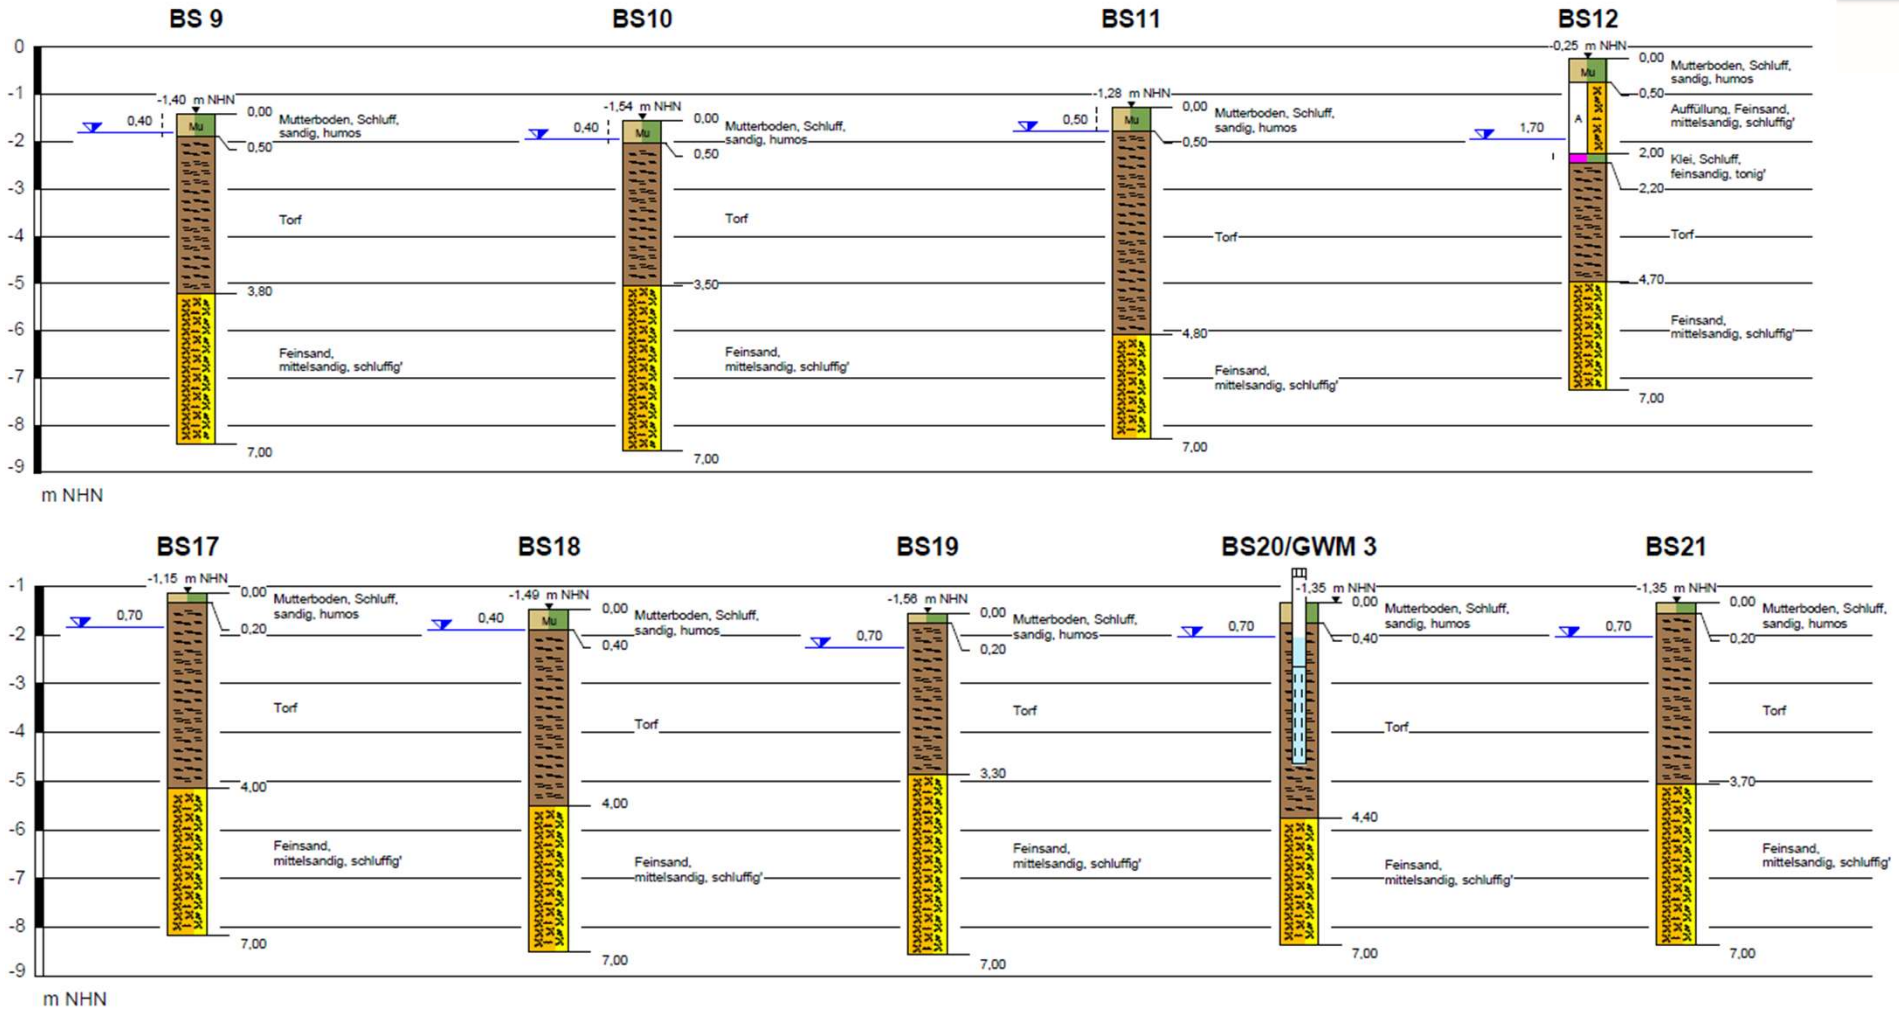 BS 9
BS10
BS11
BS12
0
-1
-2
-3
-4
-5
-6
-7
-8
-9
m NHN
-1,40 m NHN
0,40
Mu
0,00
Mutterboden, Schluff,
sandig, humos
0,50
Torf
3,80
Feinsand,
mittelsandig, schluffig'
7,00
-1,54 m NHN
0,40
Mu
0,00
Mutterboden, Schluff,
sandig, humos
0,50
Torf
3,50
Feinsand,
mittelsandig, schluffig'
7,00
-1,28 m NHN
0,50
Mu
0,00
Mutterboden, Schluff,
sandig, humos
0,50
Torf
4,80
Feinsand,
mittelsandig, schluffig'
7,00
-0,25 m NHN
1,70
Mu
A
0,00
Mutterboden, Schluff,
sandig, humos
0,50
Auffüllung, Feinsand,
mittelsandig, schluffig'
2,00
Klei, Schluff,
feinsandig, tonig'
2,20
Torf
4,70
Feinsand,
mittelsandig, schluffig'
7,00
BS17
BS18
BS19
BS20/GWM 3
BS21
-1
-2
-3
-4
-5
-6
-7
-8
-9
m NHN
-1,15 m NHN
0,70
0,00
Mutterboden, Schluff,
sandig, humos
0,20
Torf
4,00
Feinsand,
mittelsandig, schluffig'
7,00
-1,49 m NHN
0,40
Mu
0,00
Mutterboden, Schluff,
sandig, humos
0,40
Torf
4,00
Feinsand,
mittelsandig, schluffig'
7,00
-1,56 m NHN
0,70
0,00
Mutterboden, Schluff,
sandig, humos
0,20
Torf
3,30
Feinsand,
mittelsandig, schluffig'
7,00
-1,35 m NHN
0,70
0,00
Mutterboden, Schluff,
sandig, humos
0,40
Torf
4,40
Feinsand,
mittelsandig, schluffig'
7,00
-1,35 m NHN
0,70
0,00
Mutterboden, Schluff,
sandig, humos
0,20
Torf
3,70
Feinsand,
mittelsandig, schluffig'
7,00